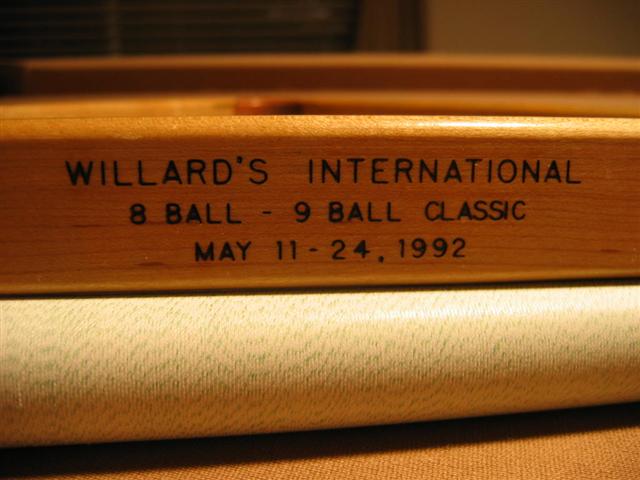 WILLARD'S INTERNATIONAL
8 BALL - 9 BALL CLASSIC
MAY 11-24, 1992